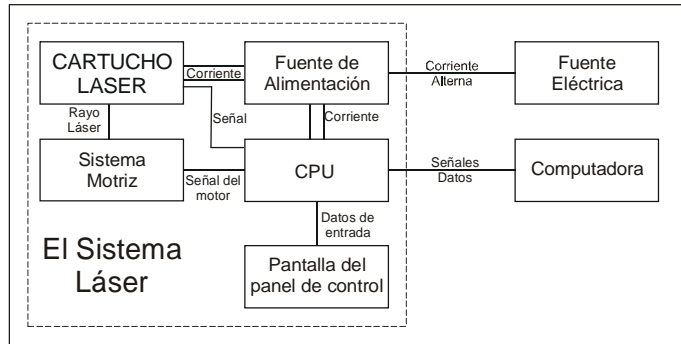 CARTUCHO
LASER
Corriente
Fuente de
Alimentación
Corriente
Alterna
Fuente
Eléctrica
Rayo
Láser
Señal
Corriente
Sistema
Motriz
Señal del
motor
CPU
Señales
Datos
Computadora
Datos de
entrada
El Sistema
Láser
Pantalla del
panel de control